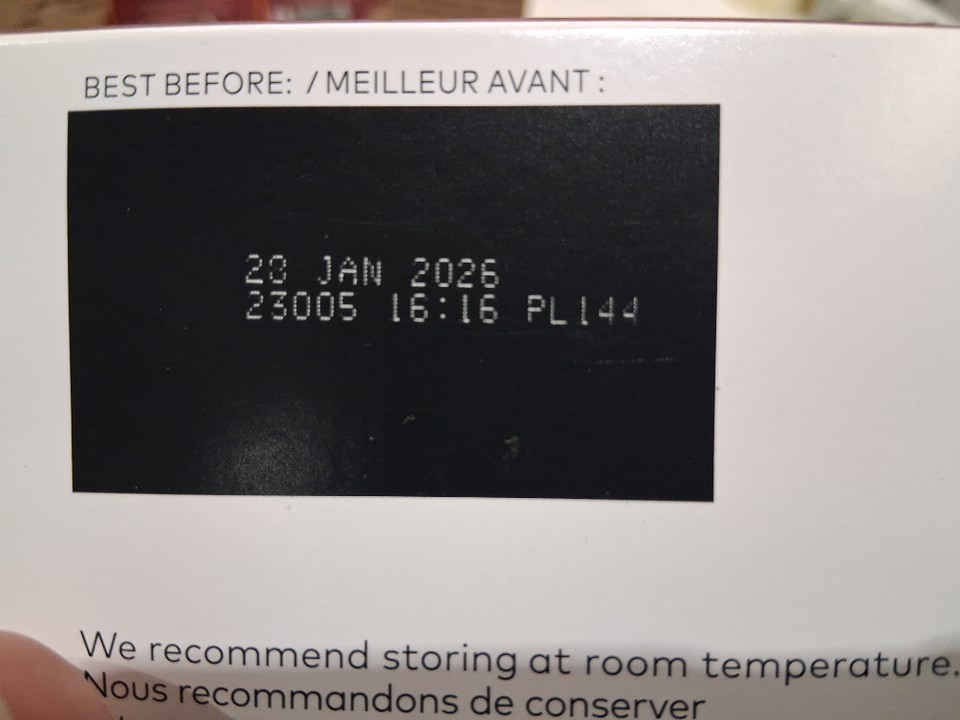 BEST BEFORE: / MEILLEUR AVANT :
28 JAN 2026
23005 16:16 PL144
We recommend storing at room temperature.
Nous recommandons de conserver